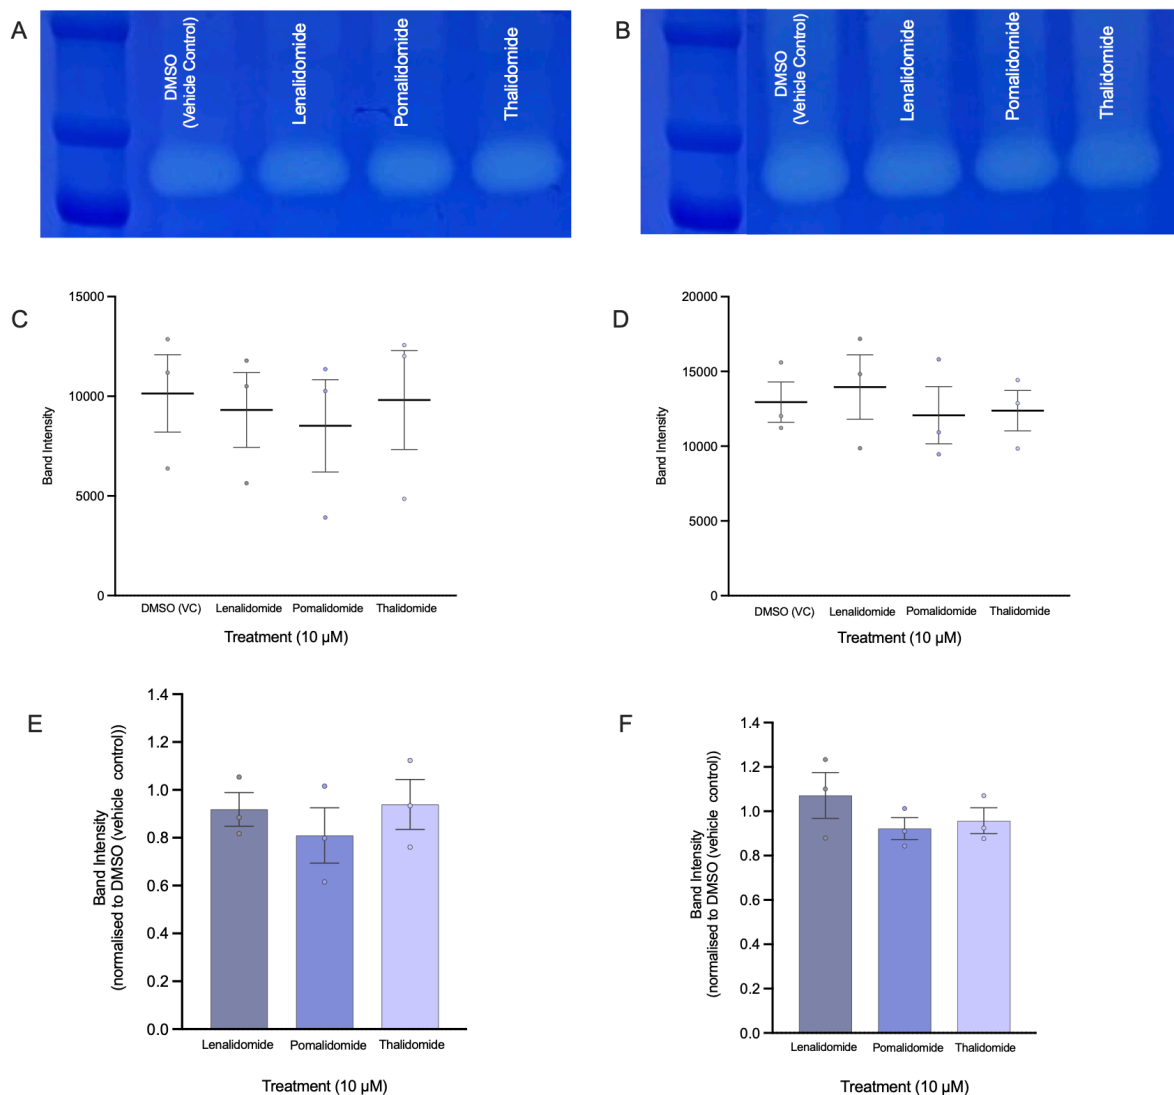 A
DMSO
(Vehicle Control)
Lenalidomide
Pomalidomide
Thalidomide
B
DMSO
(Vehicle Control)
Lenalidomide
Pomalidomide
Thalidomide
C
Band Intensity
15000
10000
5000
0
DMSO (VC) Lenalidomide Pomalidomide Thalidomide
Treatment (10 µM)
D
Band Intensity
20000
15000
10000
5000
0
DMSO (VC) Lenalidomide Pomalidomide Thalidomide
Treatment (10 µM)
E
Band Intensity
(normalised to DMSO (vehicle control))
1.4
1.2
1.0
0.8
0.6
0.4
0.2
0.0
Lenalidomide Pomalidomide Thalidomide
Treatment (10 µM)
F
Band Intensity
(normalised to DMSO (vehicle control))
1.4
1.2
1.0
0.8
0.6
0.4
0.2
0.0
Lenalidomide Pomalidomide Thalidomide
Treatment (10 µM)